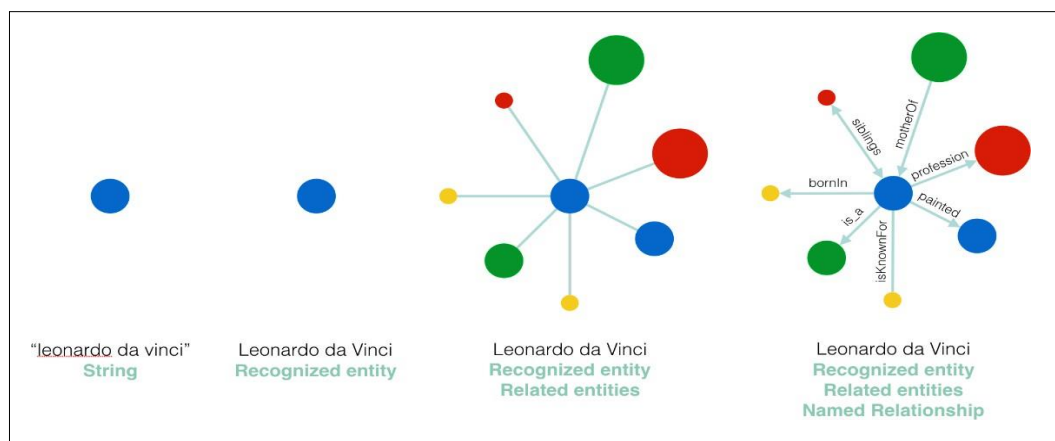 motherOf
siblings
profession
bornIn
painted
is_a
isKnownFor
“leonardo da vinci”
String
Leonardo da Vinci
Recognized entity
Leonardo da Vinci
Recognized entity
Related entities
Leonardo da Vinci
Recognized entity
Related entities
Named Relationship